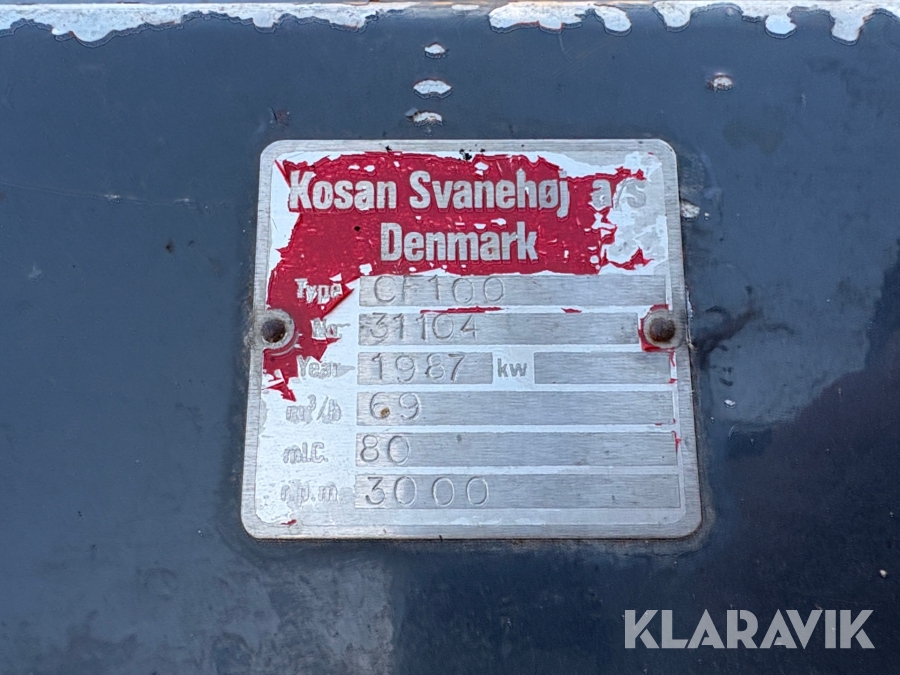 Kosan Svanehøj a/s
Denmark
Type CF100
No 31104
Year 1987 kw
m³/h 69
mlC. 80
r.p.m. 3000
KLARAVIK